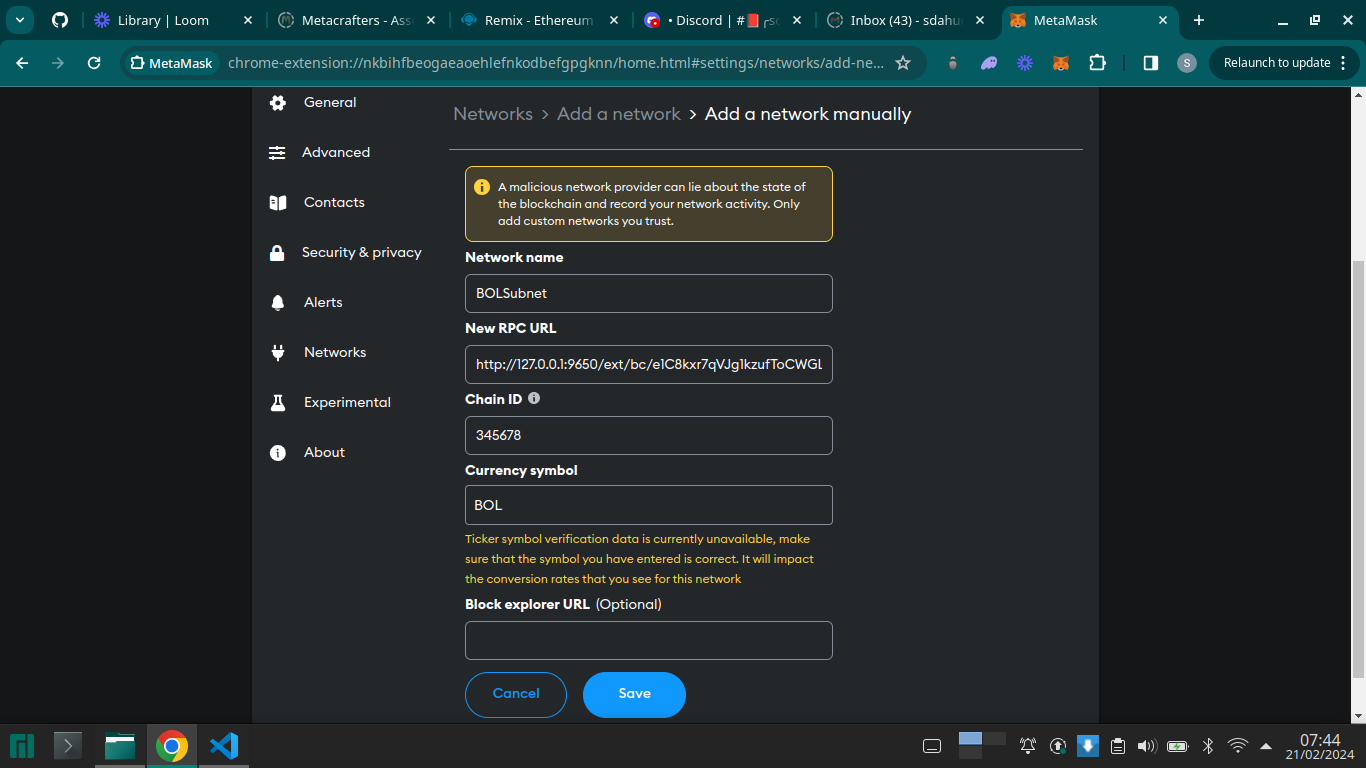 Library | Loom
Metacrafters - Ass
Remix - Ethereum
• Discord | #
Inbox (43) - sdahu
MetaMask
MetaMask
chrome-extension://nkbihfbeogaeaoehlefnkodbefgpgknn/home.html#settings/networks/add-ne...
S
Relaunch to update
General
Advanced
Contacts
Security & privacy
Alerts
Networks
Experimental
About
Networks > Add a network > Add a network manually
A malicious network provider can lie about the state of
the blockchain and record your network activity. Only
add custom networks you trust.
Network name
BOLSubnet
New RPC URL
http://127.0.0.1:9650/ext/bc/e1C8kxr7qVJg1kzufToCWGL
Chain ID
345678
Currency symbol
BOL
Ticker symbol verification data is currently unavailable, make
sure that the symbol you have entered is correct. It will impact
the conversion rates that you see for this network
Block explorer URL (Optional)
Cancel
Save
07:44
21/02/2024